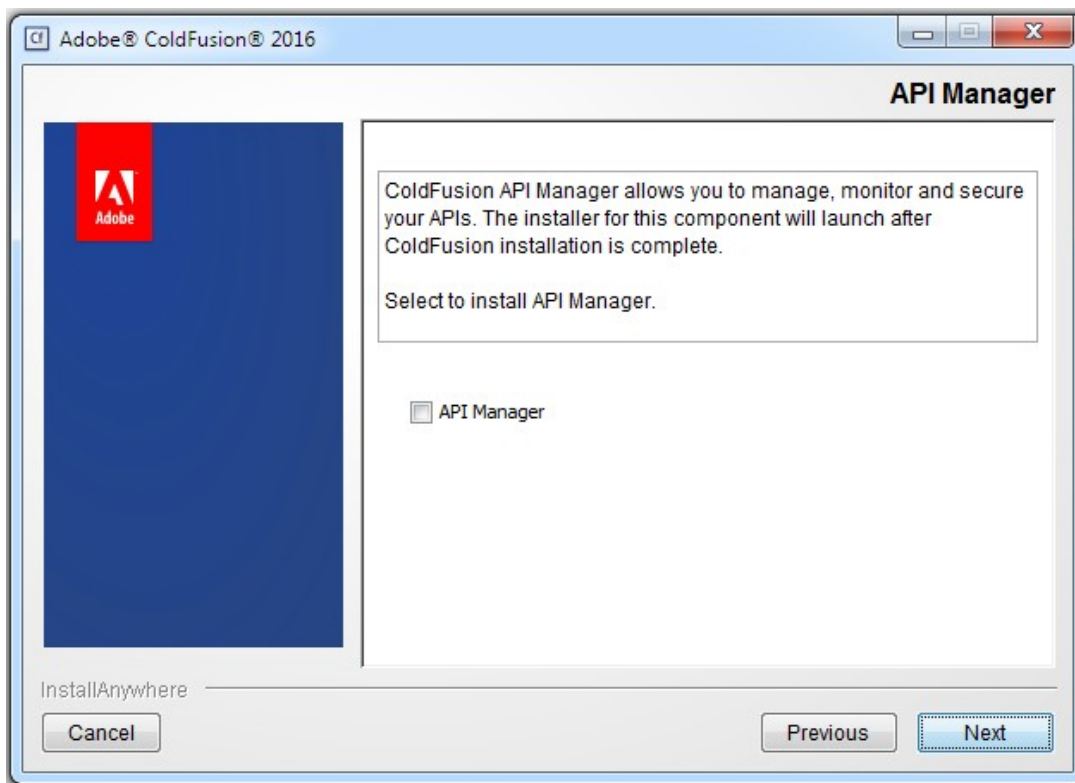 Cf Adobe® ColdFusion® 2016
API Manager
Adobe
ColdFusion API Manager allows you to manage, monitor and secure
your APIs. The installer for this component will launch after
ColdFusion installation is complete.
Select to install API Manager.
API Manager
InstallAnywhere
Cancel
Previous
Next